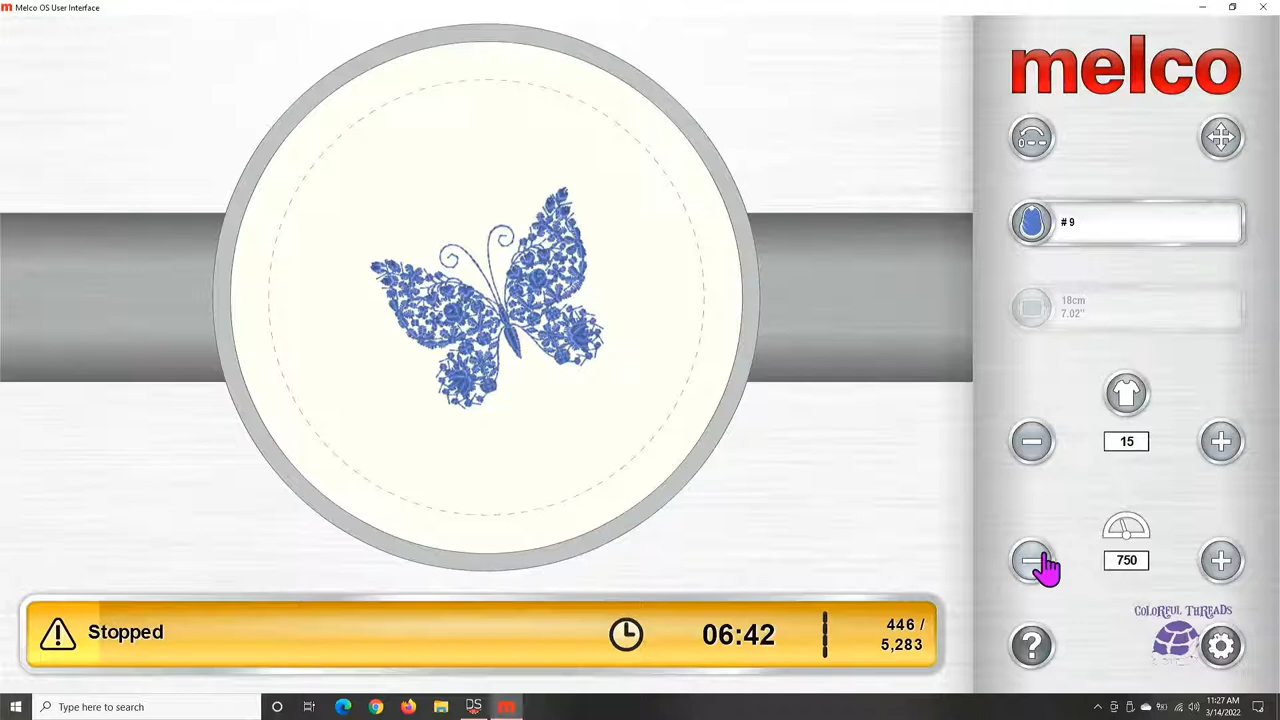 Melco OS User Interface
melco
#9
18cm
7.02"
15
750
COLORFUL THREADS
Stopped
06:42
446 /
5,283
Type here to search
DS
11:27 AM
3/14/2022